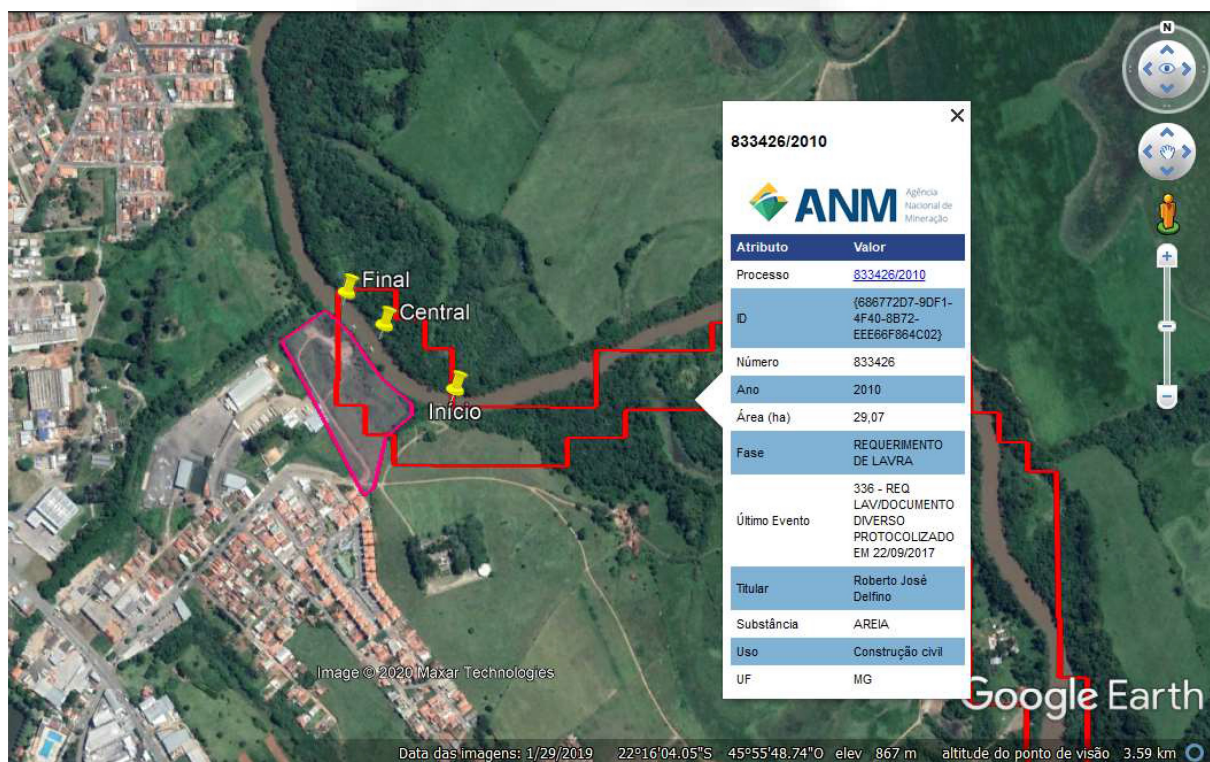 N
833426/2010
ANM Agência
Nacional de
Mineração
Atributo Valor
Processo 833426/2010
ID {686772D7-9DF1-
4F40-8B72-
EEE66F864C02}
Número 833426
Ano 2010
Área (ha) 29,07
Fase REQUERIMENTO
DE LAVRA
Último Evento 336 - REQ
LAV/DOCUMENTO
DIVERSO
PROTOCOLIZADO
EM 22/09/2017
Titular Roberto José
Delfino
Substância AREIA
Uso Construção civil
UF MG
Final
Central
Início
Image © 2020 Maxar Technologies
Google Earth
Data das imagens: 1/29/2019 22°16'04.05"S 45°55'48.74"O elev 867 m altitude do ponto de visão 3.59 km